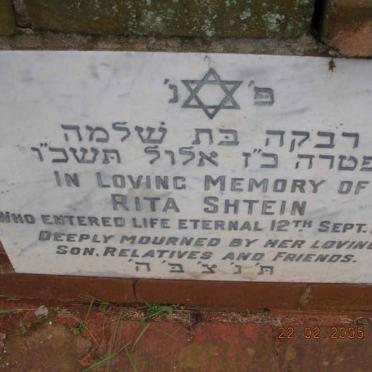 פ' נ'
רבקה בת שלמה
נפטרה כ"ז אלול תשכ"ו
IN LOVING MEMORY OF
RITA SHTEIN
WHO ENTERED LIFE ETERNAL 12TH SEPT.
DEEPLY MOURNED BY HER LOVING
SON, RELATIVES AND FRIENDS.
ת' נ' צ' ב' ה'
22 02 2005